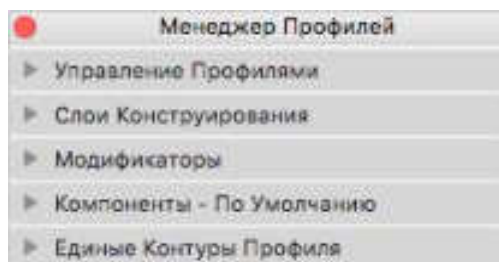 Менеджер Профилей
Управление Профилями
Слои Конструирования
Модификаторы
Компоненты - По Умолчанию
Единые Контуры Профиля